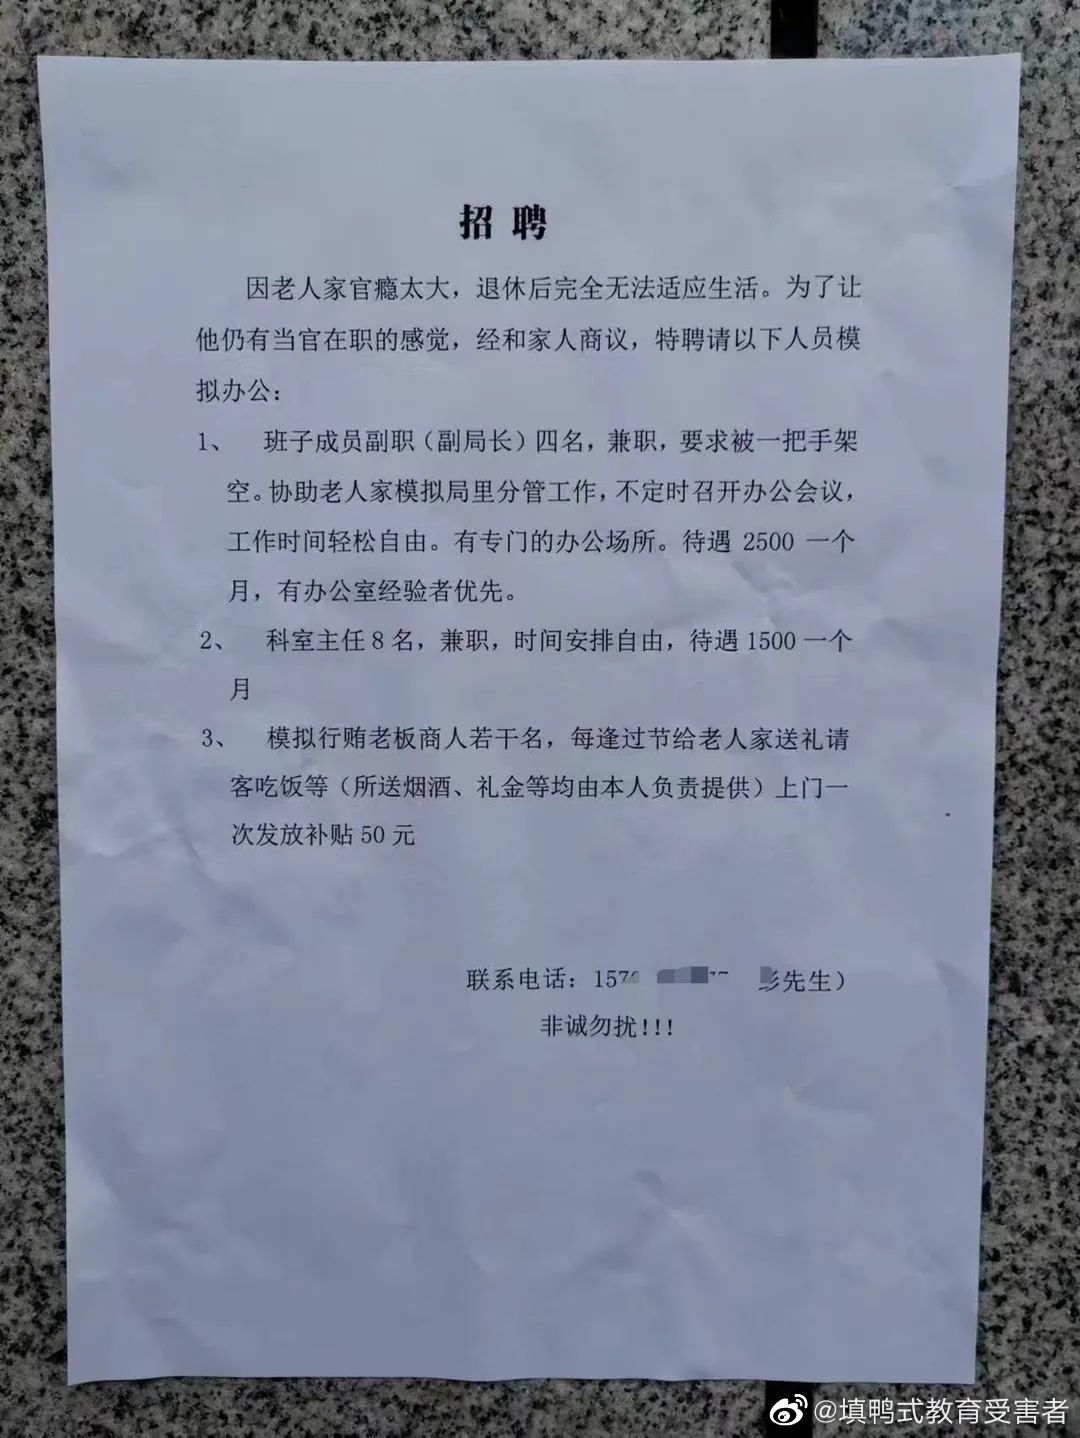 招 聘
因老人家官瘾太大，退休后完全无法适应生活。为了让
他仍有当官在职的感觉，经和家人商议，特聘请以下人员模
拟办公：
1、 班子成员副职（副局长）四名，兼职，要求被一把手架
空。协助老人家模拟局里分管工作，不定时召开办公会议，
工作时间轻松自由。有专门的办公场所。待遇 2500 一个
月，有办公室经验者优先。
2、 科室主任 8 名，兼职，时间安排自由，待遇 1500 一个
月
3、 模拟行贿老板商人若干名，每逢过节给老人家送礼请
客吃饭等（所送烟酒、礼金等均由本人负责提供）上门一
次发放补贴 50 元
联系电话：157 先生）
非诚勿扰!!!
@填鸭式教育受害者